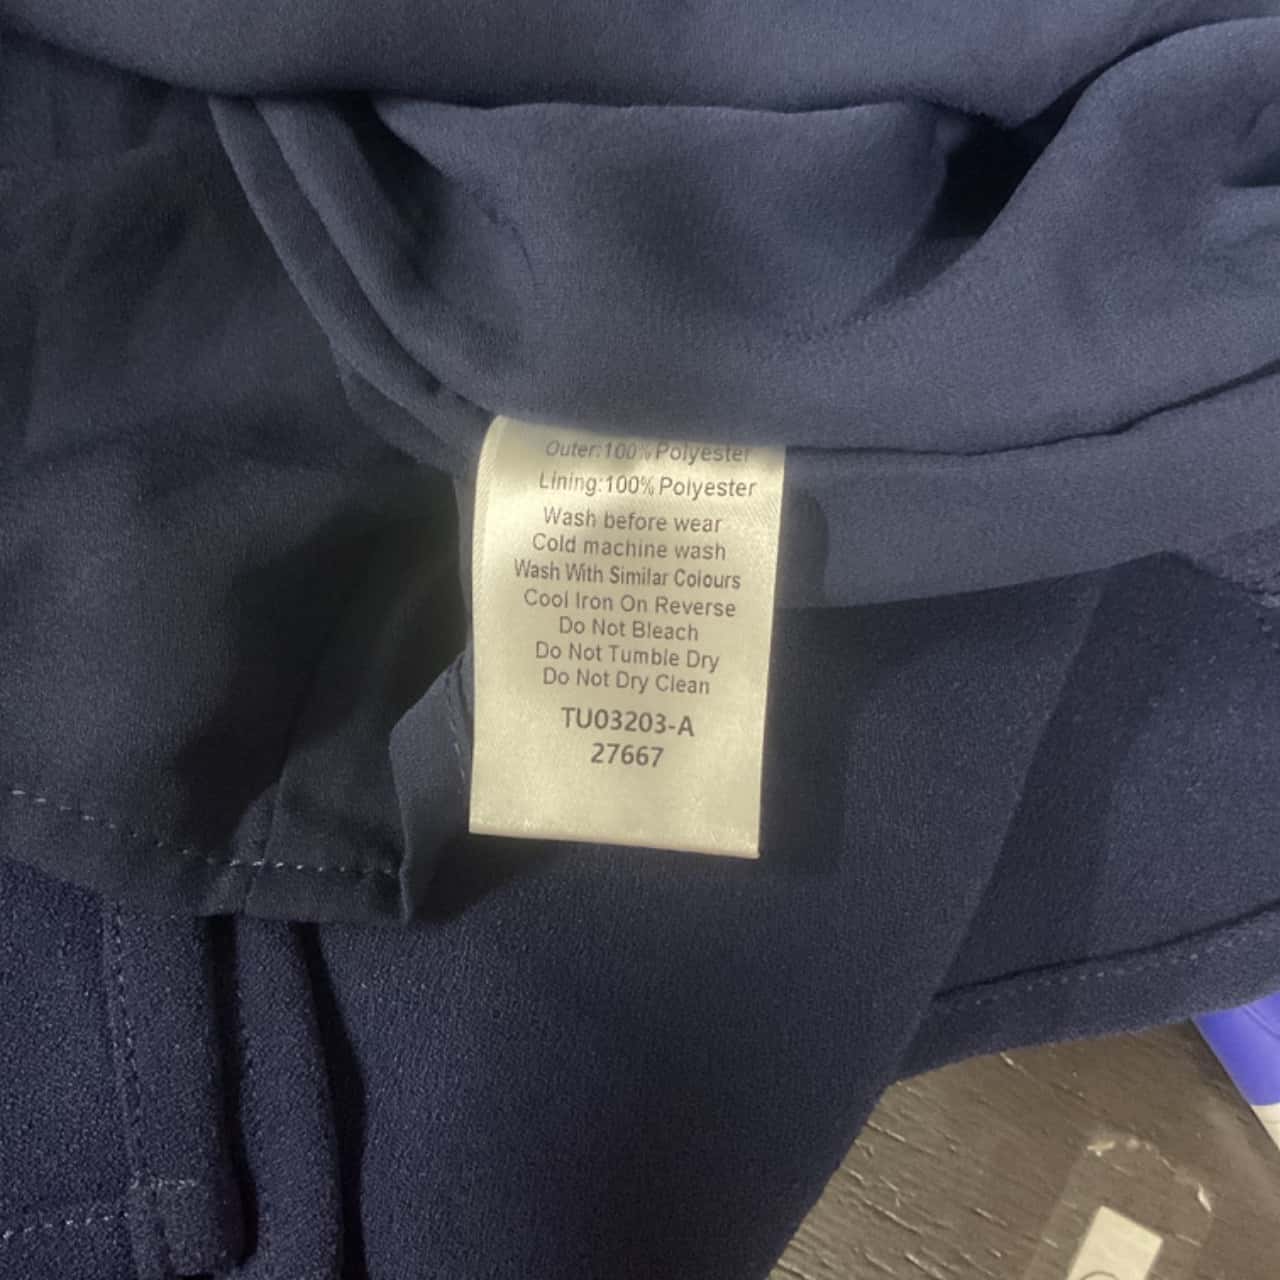 Outer:100%Polyester
Lining:100%Polyester
Wash before wear
Cold machine wash
Wash With Similar Colours
Cool Iron On Reverse
Do Not Bleach
Do Not Tumble Dry
Do Not Dry Clean
TU03203-A
27667